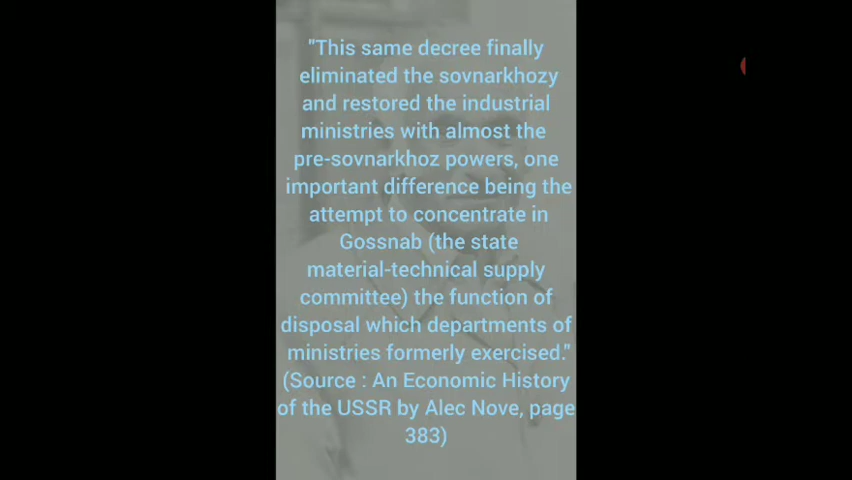 "This same decree finally
eliminated the sovnarkhozy
and restored the industrial
ministries with almost the
pre-sovnarkhoz powers, one
important difference being the
attempt to concentrate in
Gossnab (the state
material-technical supply
committee) the function of
disposal which departments of
ministries formerly exercised."
(Source : An Economic History
of the USSR by Alec Nove, page
383)